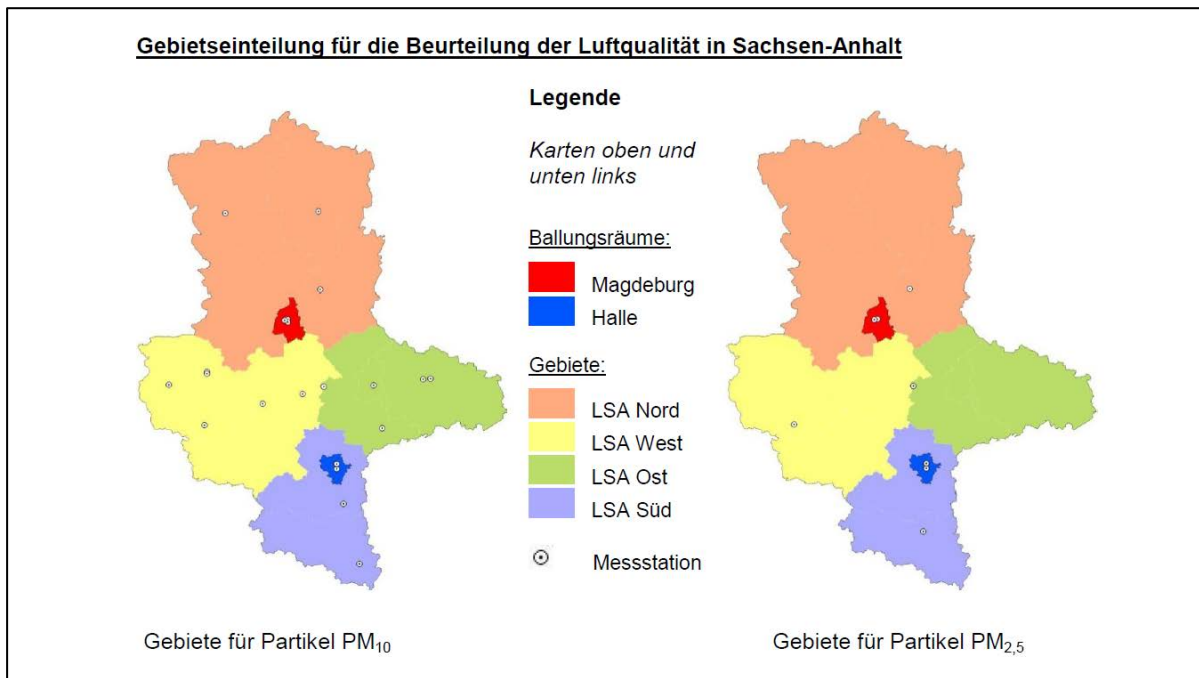 Gebietseinteilung für die Beurteilung der Luftqualität in Sachsen-Anhalt
Legende
Karten oben und
unten links
Ballungsräume:
Magdeburg
Halle
Gebiete:
LSA Nord
LSA West
LSA Ost
LSA Süd
Messstation
Gebiete für Partikel PM10
Gebiete für Partikel PM2,5